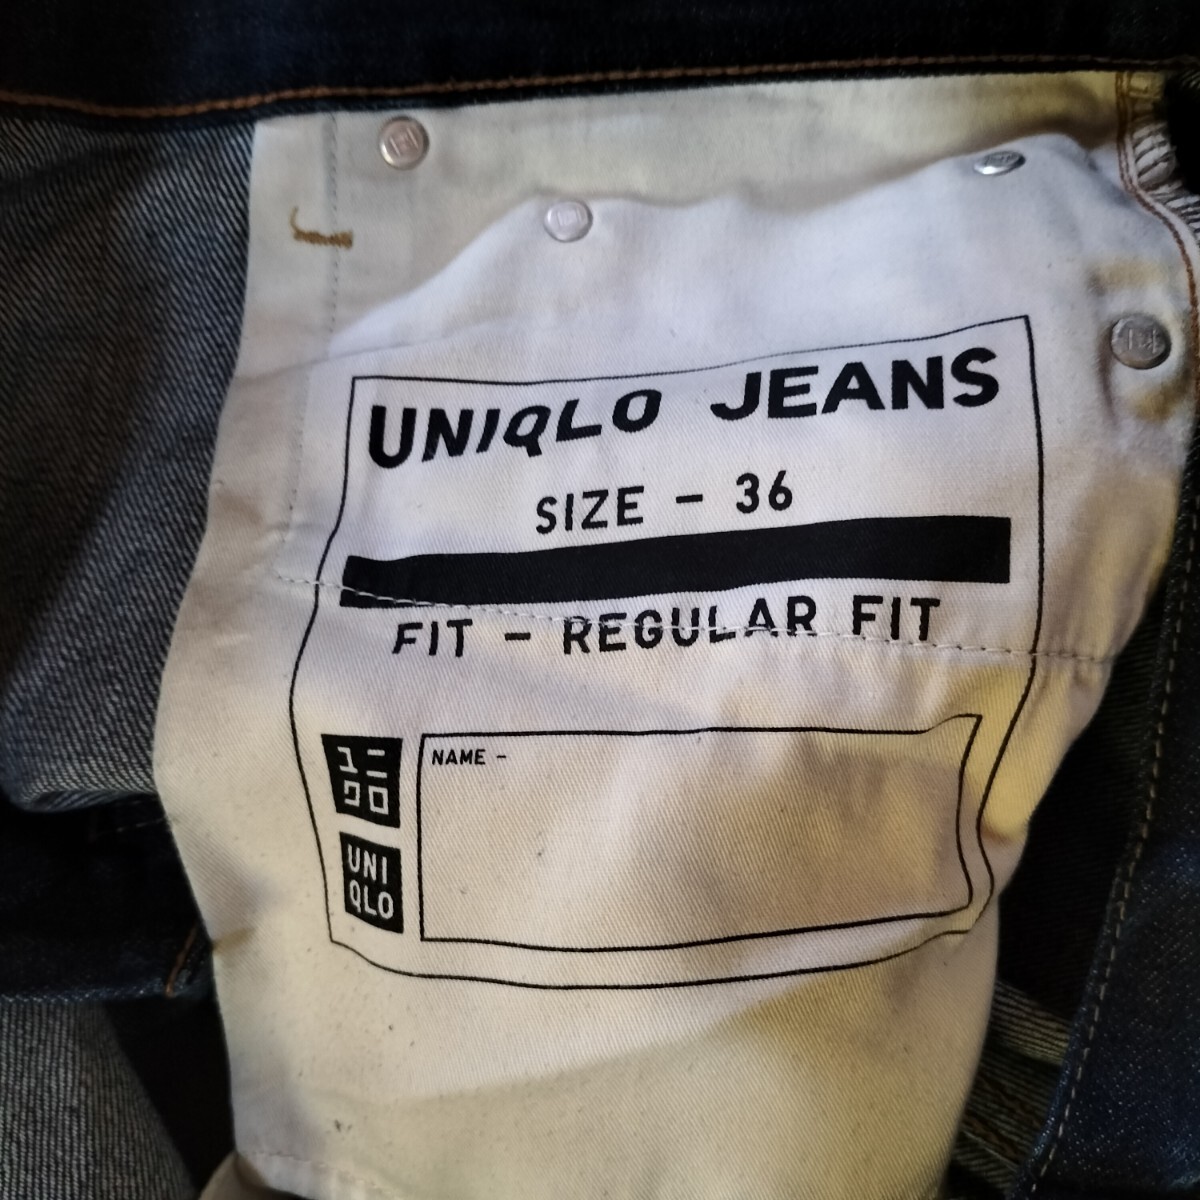 UNIQLO JEANS
SIZE - 36
FIT - REGULAR FIT
NAME -
ユニ
クロ
UNI
QLO